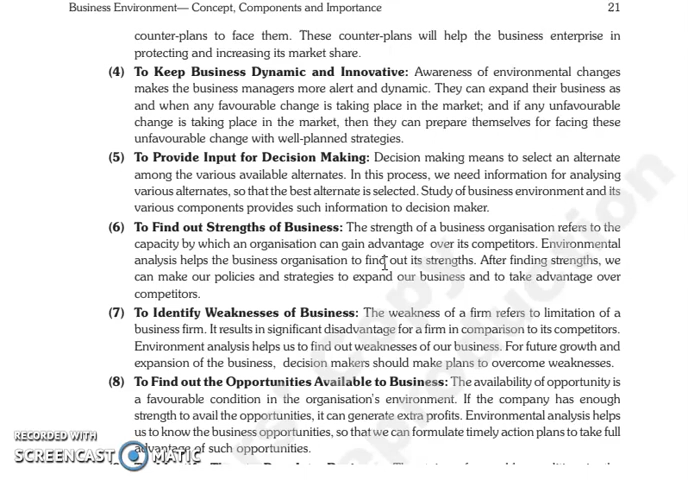 Business Environment— Concept, Components and Importance 21
counter-plans to face them. These counter-plans will help the business enterprise in
protecting and increasing its market share.
(4) To Keep Business Dynamic and Innovative: Awareness of environmental changes
makes the business managers more alert and dynamic. They can expand their business as
and when any favourable change is taking place in the market; and if any unfavourable
change is taking place in the market, then they can prepare themselves for facing these
unfavourable change with well-planned strategies.
(5) To Provide Input for Decision Making: Decision making means to select an alternate
among the various available alternates. In this process, we need information for analysing
various alternates, so that the best alternate is selected. Study of business environment and its
various components provides such information to decision maker.
(6) To Find out Strengths of Business: The strength of a business organisation refers to the
capacity by which an organisation can gain advantage over its competitors. Environmental
analysis helps the business organisation to find out its strengths. After finding strengths, we
can make our policies and strategies to expand our business and to take advantage over
competitors.
(7) To Identify Weaknesses of Business: The weakness of a firm refers to limitation of a
business firm. It results in significant disadvantage for a firm in comparison to its competitors.
Environment analysis helps us to find out weaknesses of our business. For future growth and
expansion of the business, decision makers should make plans to overcome weaknesses.
(8) To Find out the Opportunities Available to Business: The availability of opportunity is
a favourable condition in the organisation's environment. If the company has enough
strength to avail the opportunities, it can generate extra profits. Environmental analysis helps
us to know the business opportunities, so that we can formulate timely action plans to take full
advantage of such opportunities.
RECORDED WITH
SCREENCAST MATIC